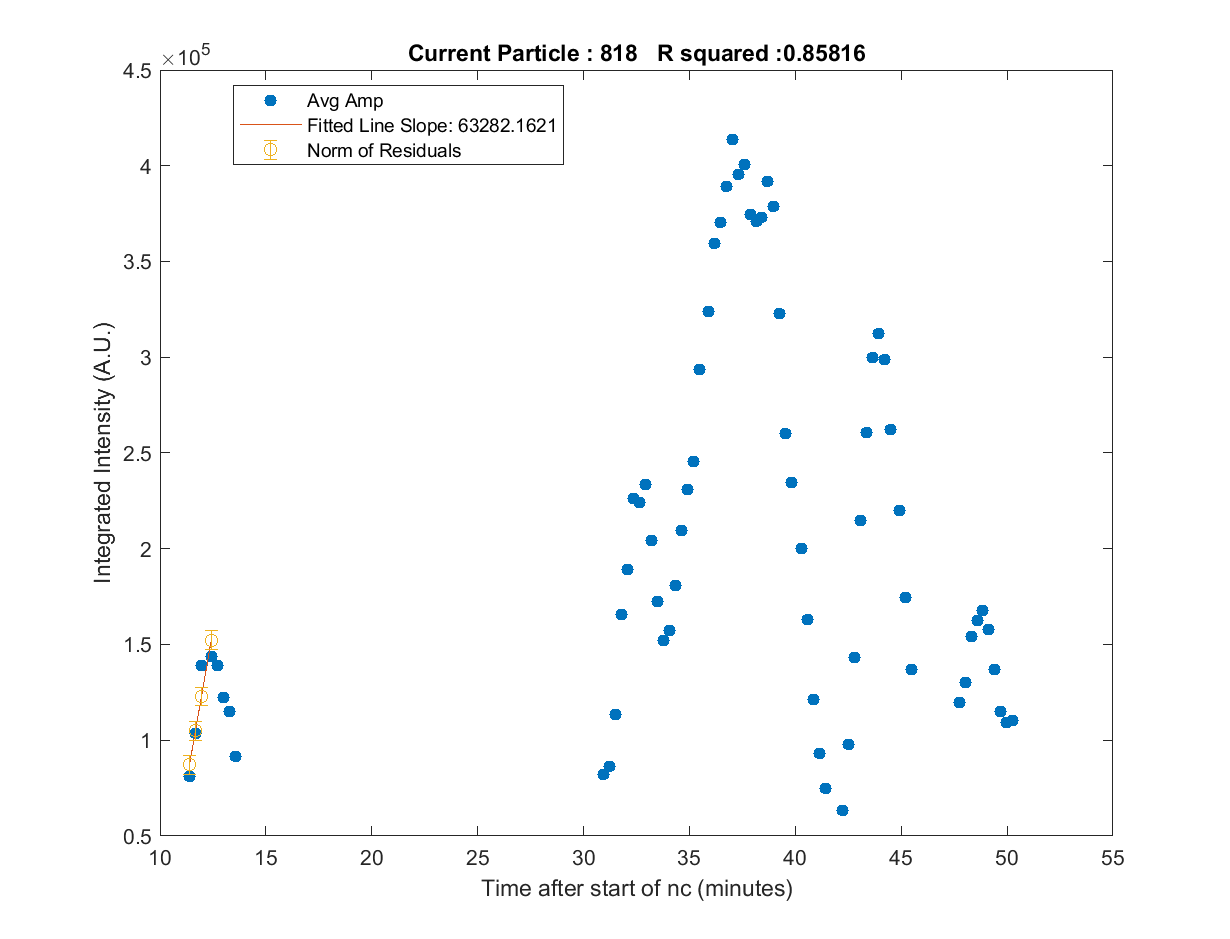 Current Particle : 818 R squared :0.85816
×10^5
Avg Amp
Fitted Line Slope: 63282.1621
Norm of Residuals
4.5
4
3.5
3
2.5
2
1.5
1
0.5
Integrated Intensity (A.U.)
10 15 20 25 30 35 40 45 50 55
Time after start of nc (minutes)